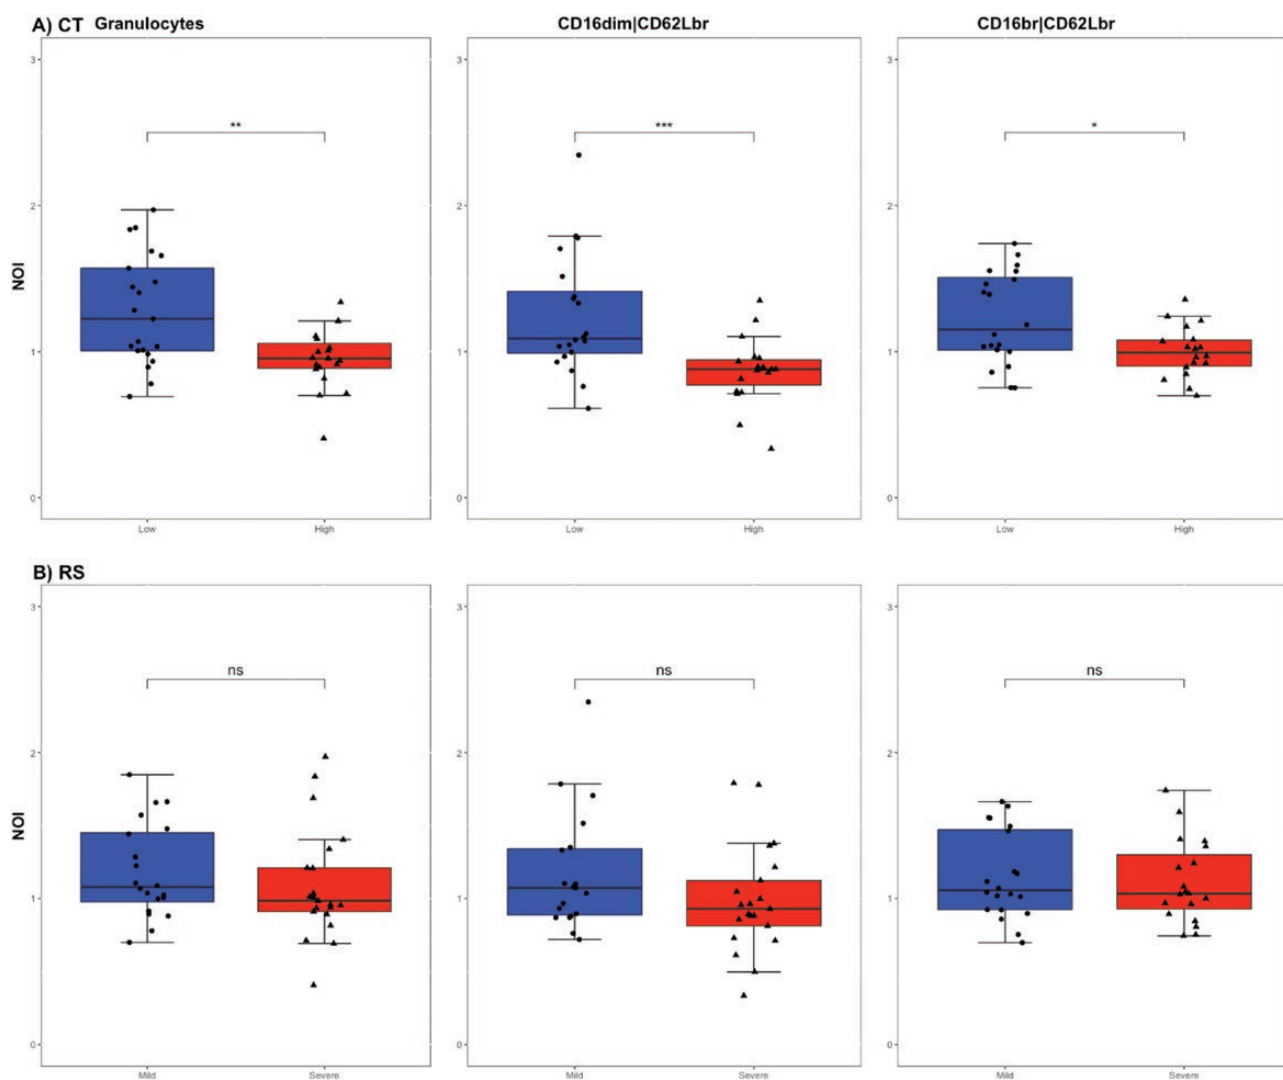 A) CT Granulocytes CD16dim|CD62Lbr CD16br|CD62Lbr
3 3 3
** *** *
2 2 2
NOI
1 1 1
0 0 0
Low High Low High Low High
B) RS
3 3 3
ns ns ns
2 2 2
NOI
1 1 1
0 0 0
Mild Severe Mild Severe Mild Severe